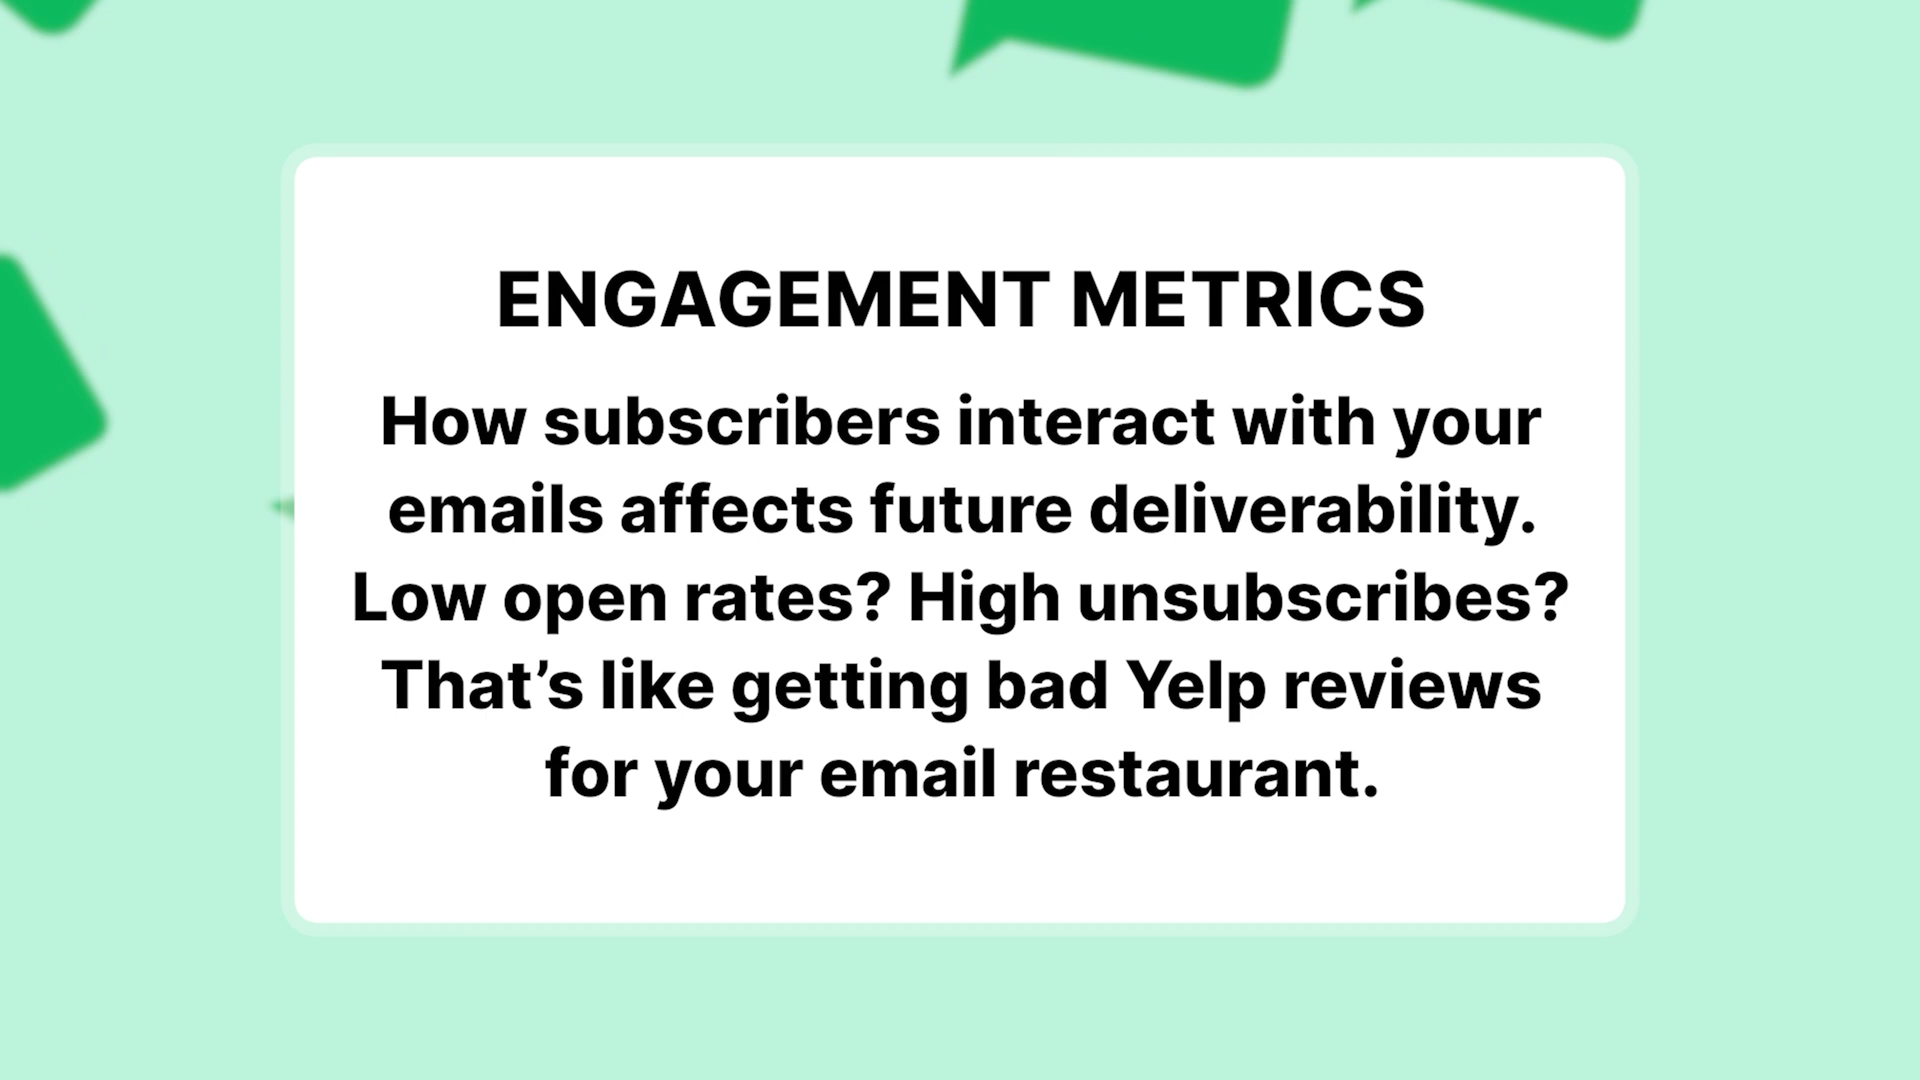 ENGAGEMENT METRICS
How subscribers interact with your
emails affects future deliverability.
Low open rates? High unsubscribes?
That’s like getting bad Yelp reviews
for your email restaurant.